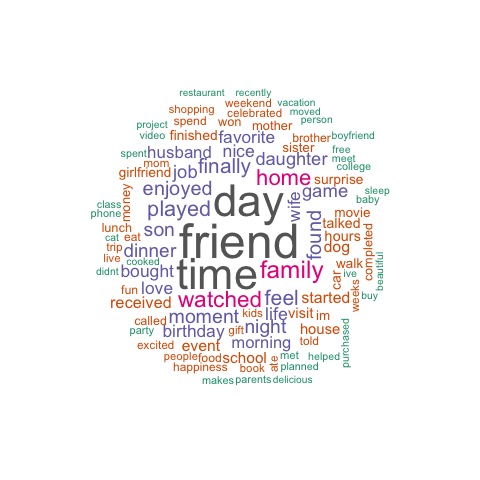 restaurant recently
shopping weekend vacation
spend won celebrated moved
project mother person
video finished favorite brother boyfriend
spent husband nice sister free
mom finally daughter meet
girlfriend job home surprise college
money enjoyed day wife game sleep
class played movie baby
phone found talked
lunch son friend hours
cat eat dog completed
trip dinner walk beautiful
live cooked time family car ive
didnt bought
fun love watched feel started weeks buy
received kids life visit im
called moment
party birthday gift night house purchased
excited event morning told
people food school ate met helped
happiness book planned
makes parents delicious